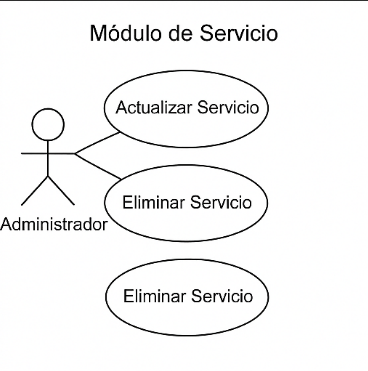 Módulo de Servicio
Actualizar Servicio
Eliminar Servicio
Administrador
Eliminar Servicio